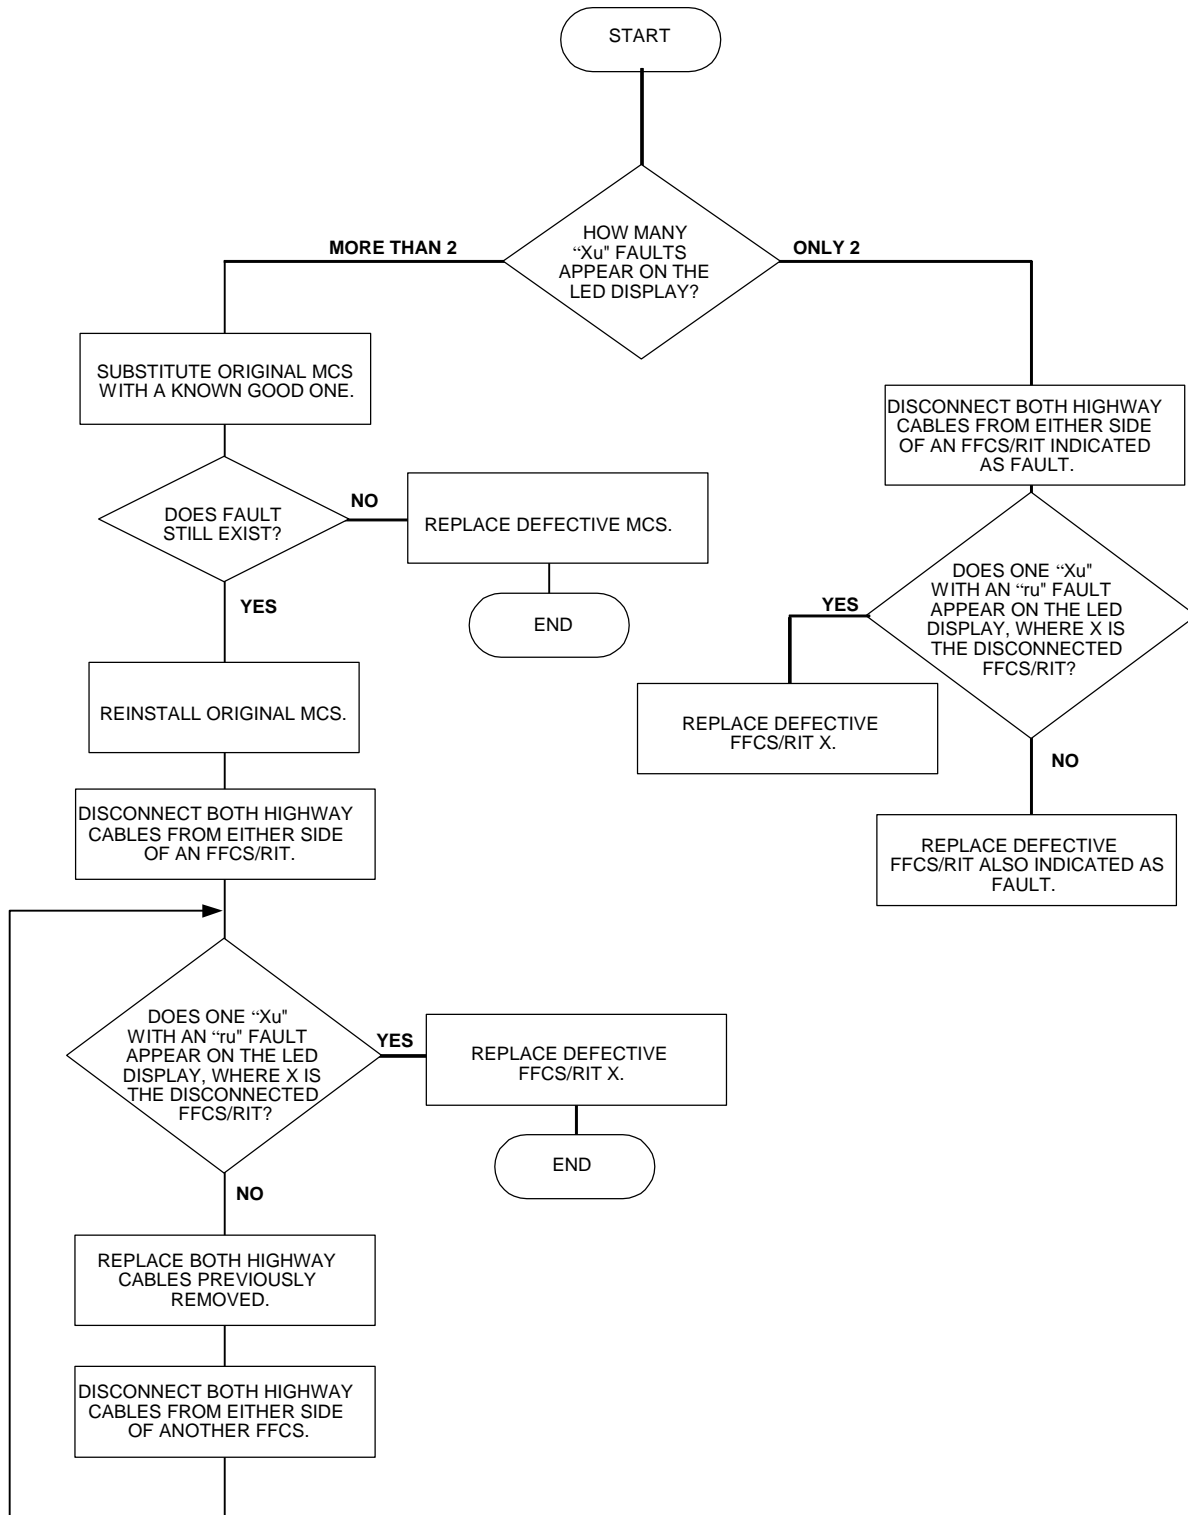 START
HOW MANY
“Xu" FAULTS
APPEAR ON THE
LED DISPLAY?
MORE THAN 2
ONLY 2
SUBSTITUTE ORIGINAL MCS
WITH A KNOWN GOOD ONE.
DOES FAULT
STILL EXIST?
NO
REPLACE DEFECTIVE MCS.
END
YES
REINSTALL ORIGINAL MCS.
DISCONNECT BOTH HIGHWAY
CABLES FROM EITHER SIDE
OF AN FFCS/RIT.
DOES ONE “Xu"
WITH AN “ru" FAULT
APPEAR ON THE LED
DISPLAY, WHERE X IS
THE DISCONNECTED
FFCS/RIT?
YES
REPLACE DEFECTIVE
FFCS/RIT X.
END
NO
REPLACE BOTH HIGHWAY
CABLES PREVIOUSLY
REMOVED.
DISCONNECT BOTH HIGHWAY
CABLES FROM EITHER SIDE
OF ANOTHER FFCS.
DISCONNECT BOTH HIGHWAY
CABLES FROM EITHER SIDE
OF AN FFCS/RIT INDICATED
AS FAULT.
DOES ONE “Xu"
WITH AN “ru" FAULT
APPEAR ON THE LED
DISPLAY, WHERE X IS
THE DISCONNECTED
FFCS/RIT?
YES
REPLACE DEFECTIVE
FFCS/RIT X.
NO
REPLACE DEFECTIVE
FFCS/RIT ALSO INDICATED AS
FAULT.